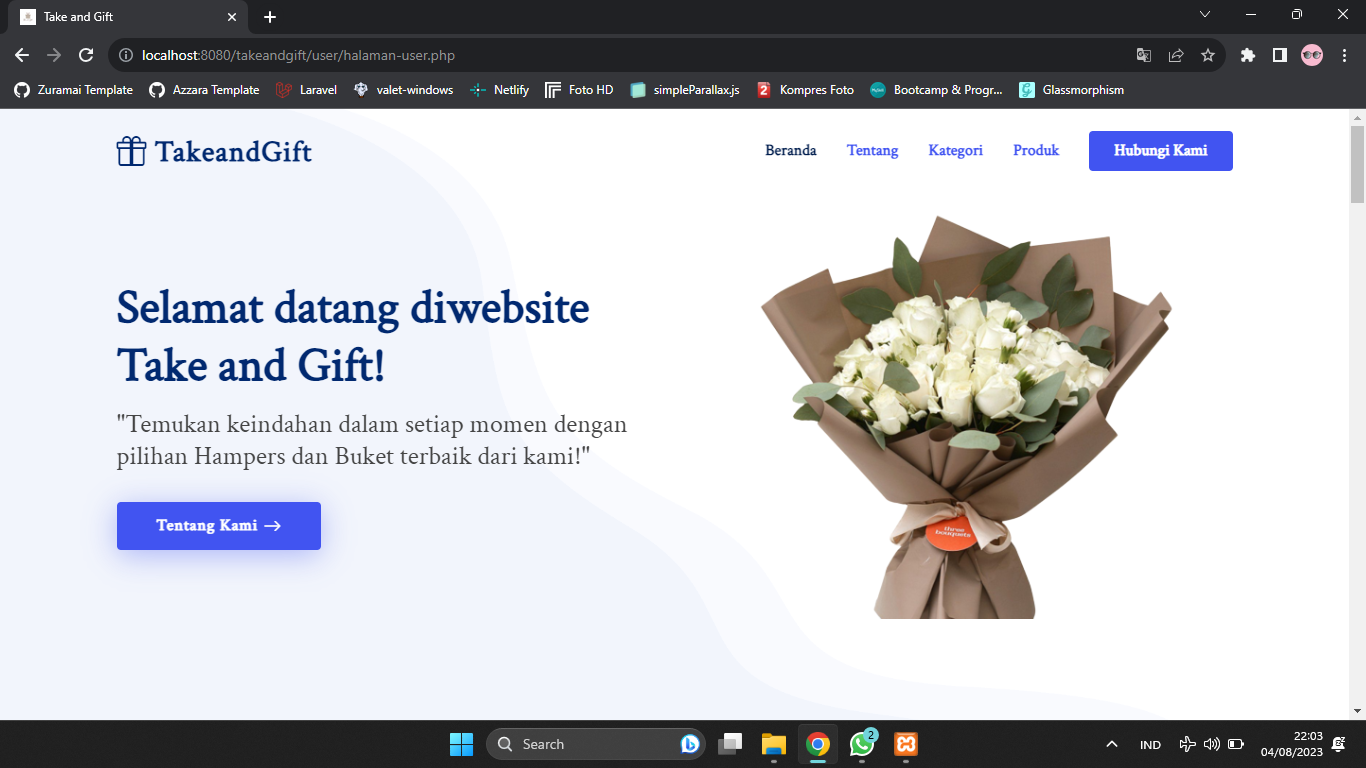 Take and Gift
localhost:8080/takeandgift/user/halaman-user.php
Zuramai Template
Azzara Template
Laravel
valet-windows
Netlify
Foto HD
simpleParallax.js
2
Kompres Foto
Bootcamp & Progr...
Glassmorphism
TakeandGift
Beranda
Tentang
Kategori
Produk
Hubungi Kami
Selamat datang diwebsite
Take and Gift!
"Temukan keindahan dalam setiap momen dengan
pilihan Hampers dan Buket terbaik dari kami!"
Tentang Kami →
three
bouquets
Search
2
IND
22:03
04/08/2023